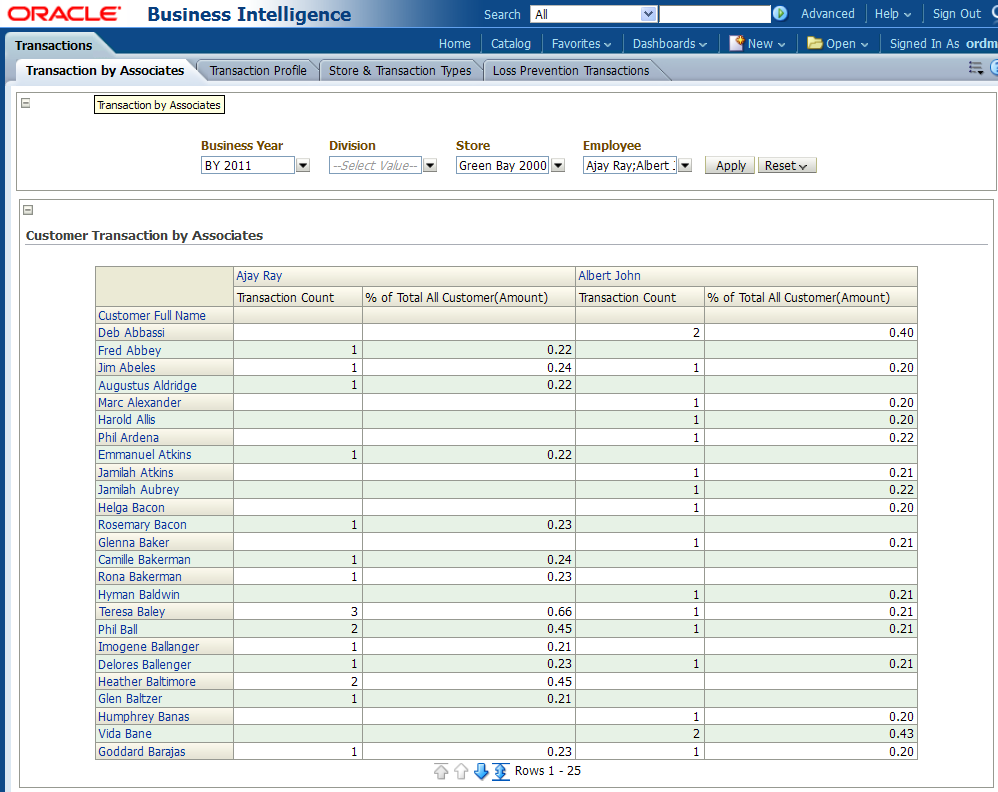 ORACLE Business Intelligence Search All Advanced Help Sign Out
Transactions Home Catalog Favorites Dashboards New Open Signed In As ordm
Transaction by Associates Transaction Profile Store & Transaction Types Loss Prevention Transactions
Transaction by Associates
Business Year Division Store Employee
BY 2011 --Select Value-- Green Bay 2000 Ajay Ray;Albert Apply Reset
Customer Transaction by Associates
Ajay Ray Albert John
Transaction Count % of Total All Customer(Amount) Transaction Count % of Total All Customer(Amount)
Customer Full Name
Deb Abbassi 2 0.40
Fred Abbey 1 0.22
Jim Abeles 1 0.24 1 0.20
Augustus Aldridge 1 0.22
Marc Alexander 1 0.20
Harold Allis 1 0.20
Phil Ardena 1 0.22
Emmanuel Atkins 1 0.22
Jamilah Atkins 1 0.21
Jamilah Aubrey 1 0.22
Helga Bacon 1 0.20
Rosemary Bacon 1 0.23
Glenna Baker 1 0.21
Camille Bakerman 1 0.24
Rona Bakerman 1 0.23
Hyman Baldwin 1 0.21
Teresa Baley 3 0.66 1 0.21
Phil Ball 2 0.45 1 0.21
Imogene Ballanger 1 0.21
Delores Ballenger 1 0.23 1 0.21
Heather Baltimore 2 0.45
Glen Baltzer 1 0.21
Humphrey Banas 1 0.20
Vida Bane 2 0.43
Goddard Barajas 1 0.23 1 0.20
Rows 1 - 25